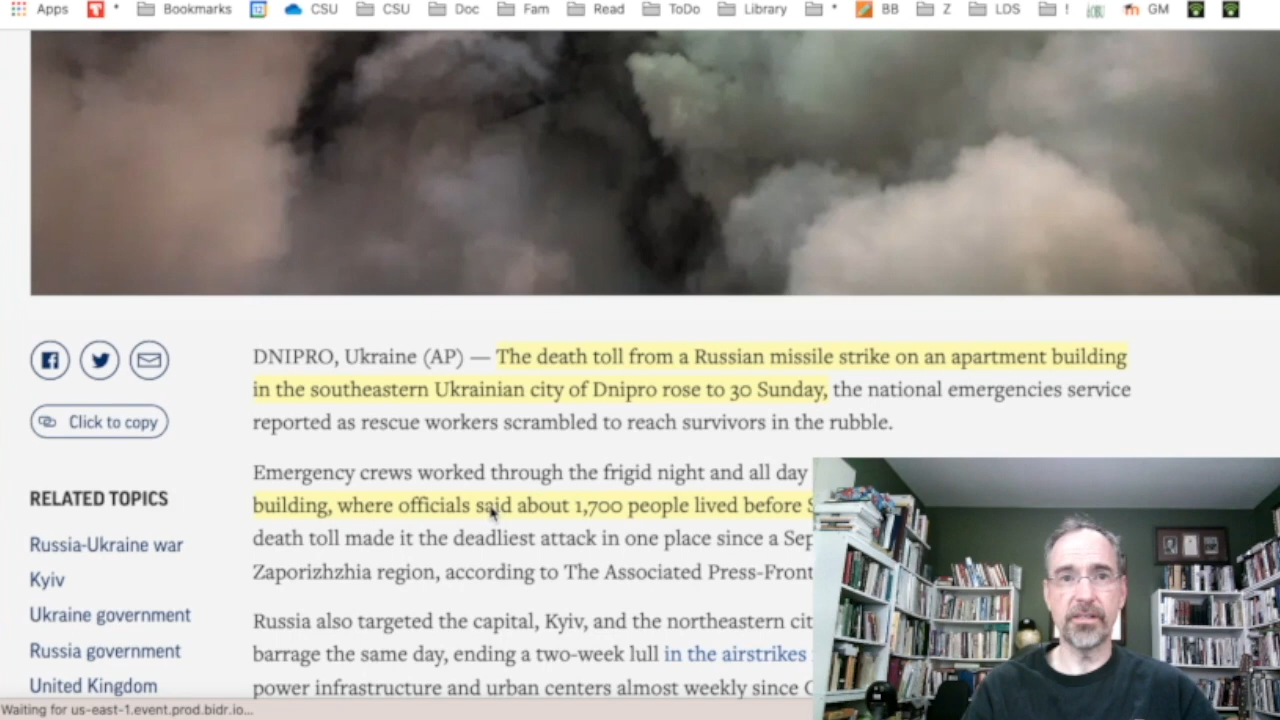 Apps * Bookmarks 12 CSU CSU Doc Fam Read ToDo Library * BB Z LDS ! GM
DNIPRO, Ukraine (AP) — The death toll from a Russian missile strike on an apartment building
in the southeastern Ukrainian city of Dnipro rose to 30 Sunday, the national emergencies service
reported as rescue workers scrambled to reach survivors in the rubble.
Click to copy
Emergency crews worked through the frigid night and all day
building, where officials said about 1,700 people lived before S
death toll made it the deadliest attack in one place since a Sep
Zaporizhzhia region, according to The Associated Press-Front
Russia also targeted the capital, Kyiv, and the northeastern cit
barrage the same day, ending a two-week lull in the airstrikes
power infrastructure and urban centers almost weekly since O
RELATED TOPICS
Russia-Ukraine war
Kyiv
Ukraine government
Russia government
United Kingdom
Waiting for us-east-1.event.prod.bidr.io...